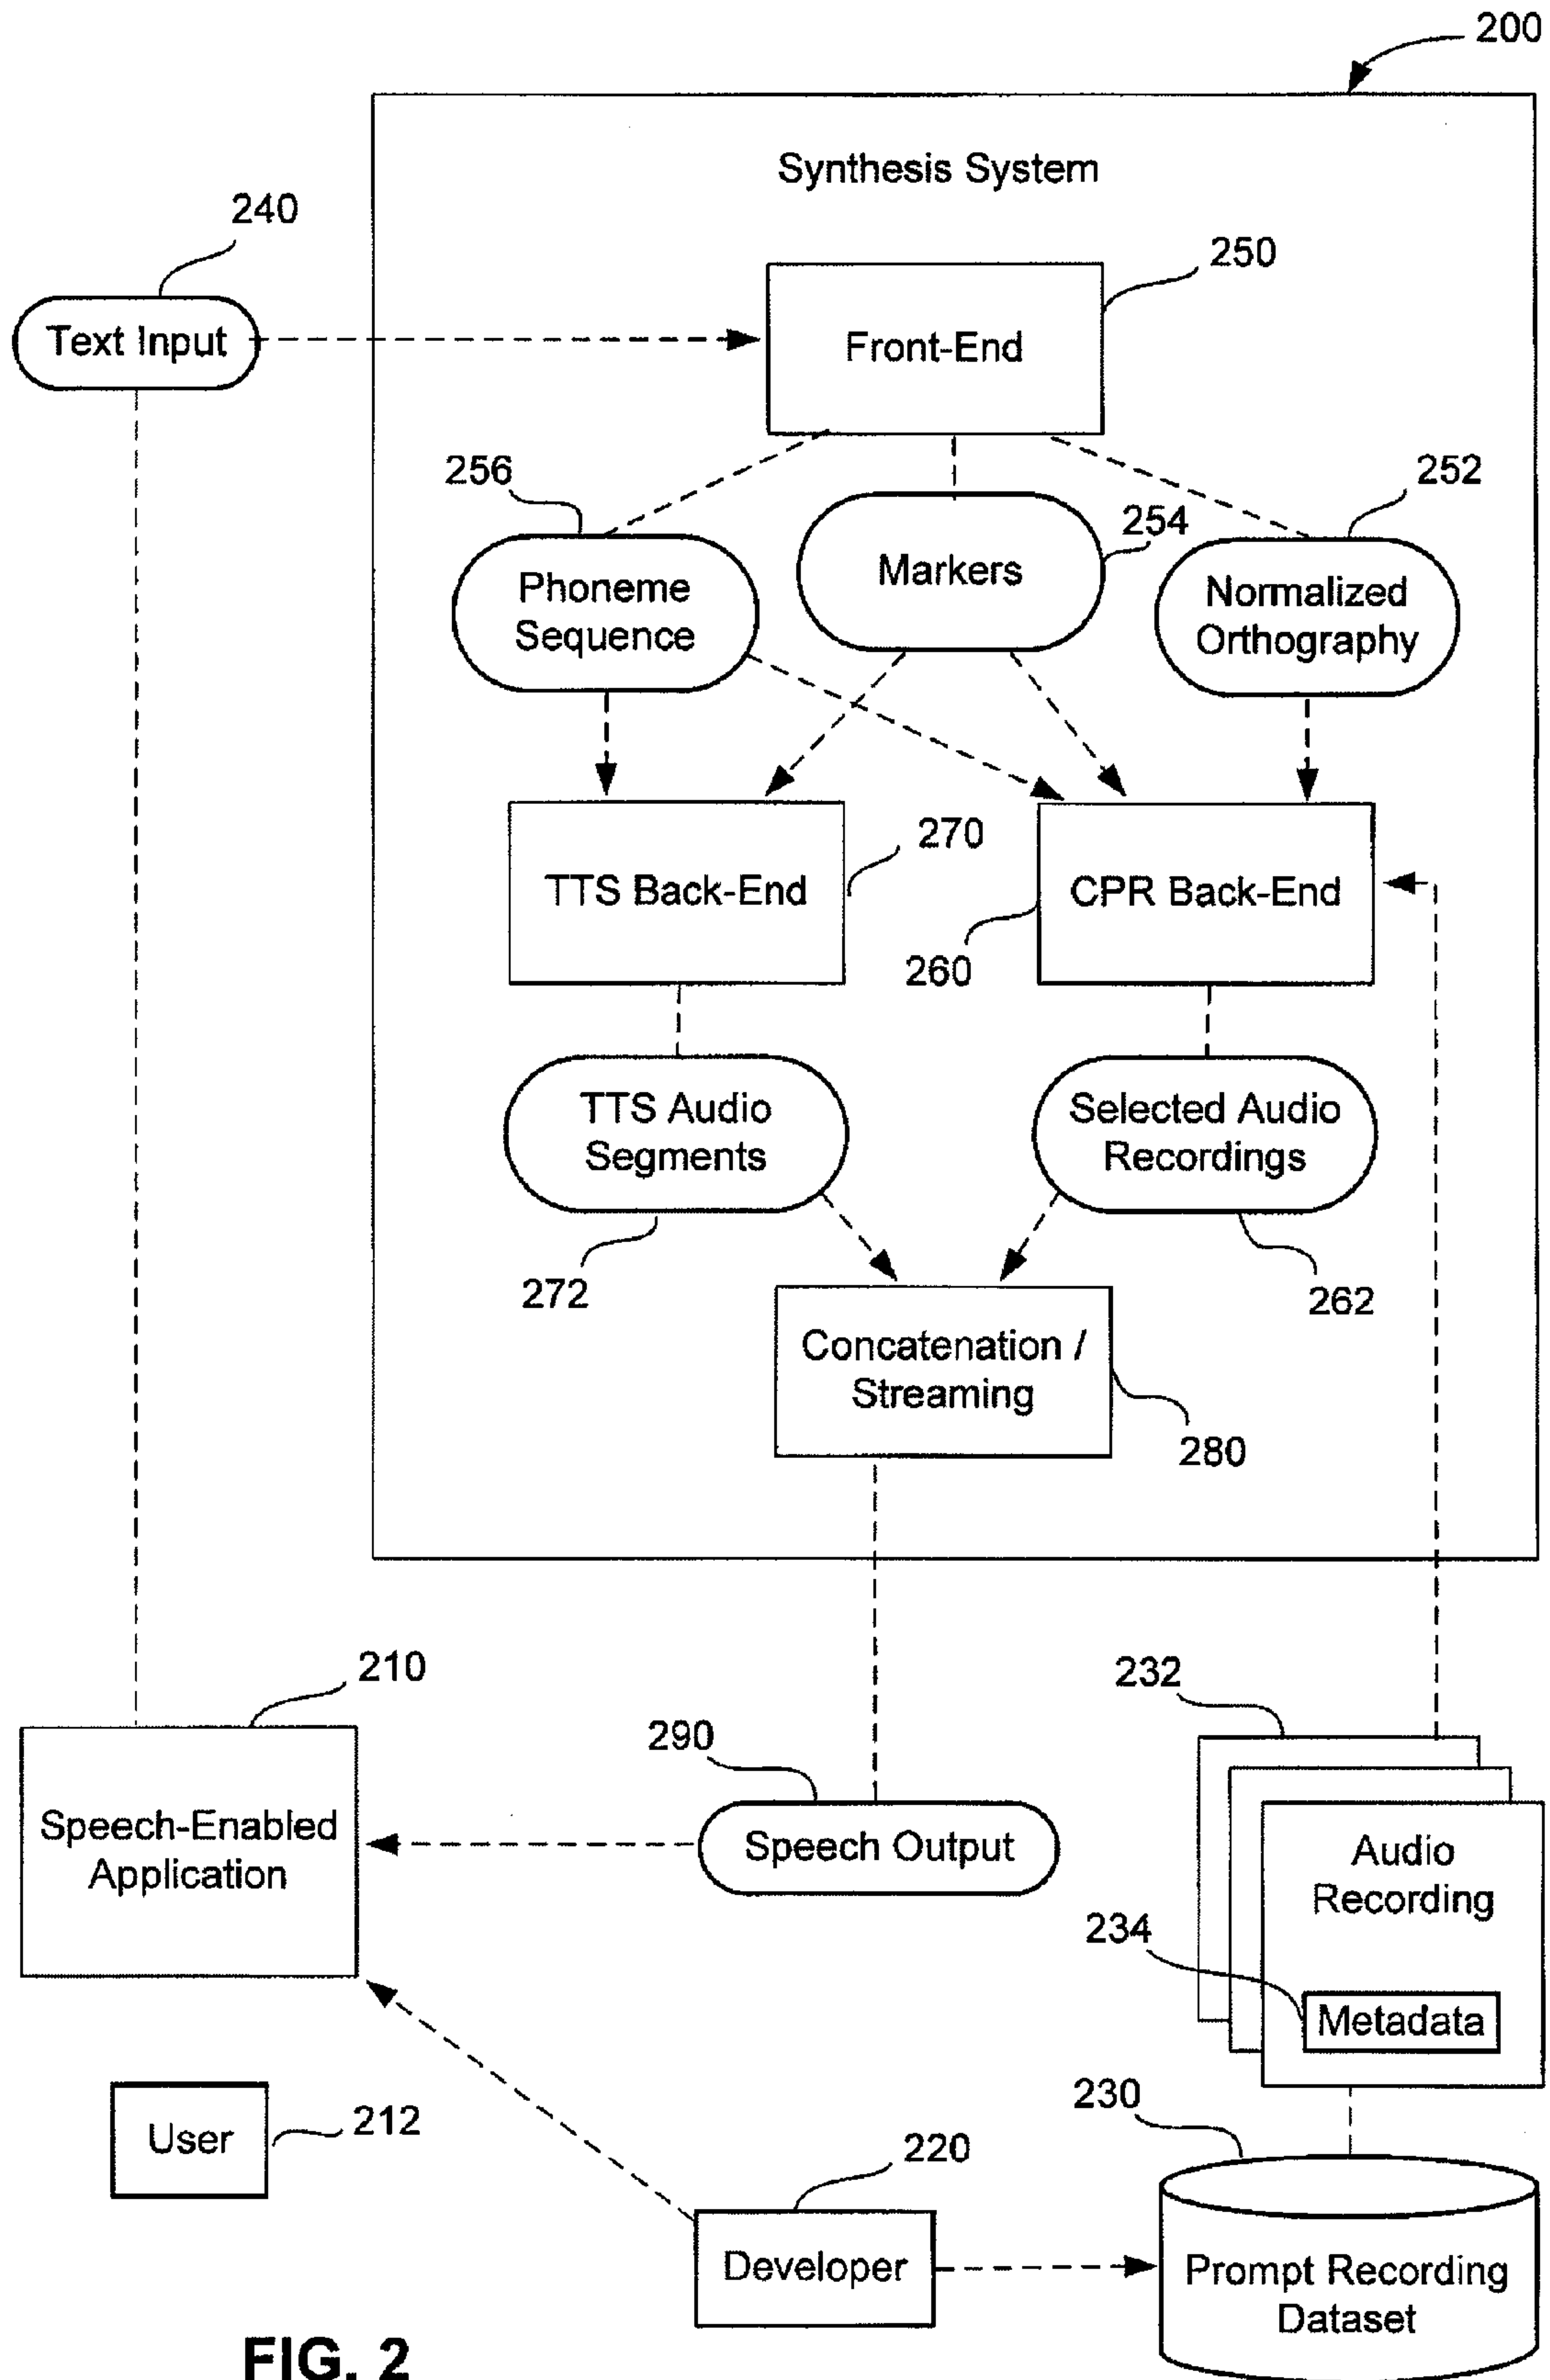 200
Synthesis System
240
250
Text Input
Front-End
256
252
254
Markers
Phoneme
Sequence
Normalized
Orthography
270
TTS Back-End
CPR Back-End
260
TTS Audio
Segments
Selected Audio
Recordings
272
262
Concatenation /
Streaming
280
210
232
290
Speech-Enabled
Application
Speech Output
Audio
Recording
234
Metadata
230
User
212
220
Developer
Prompt Recording
Dataset
FIG. 2